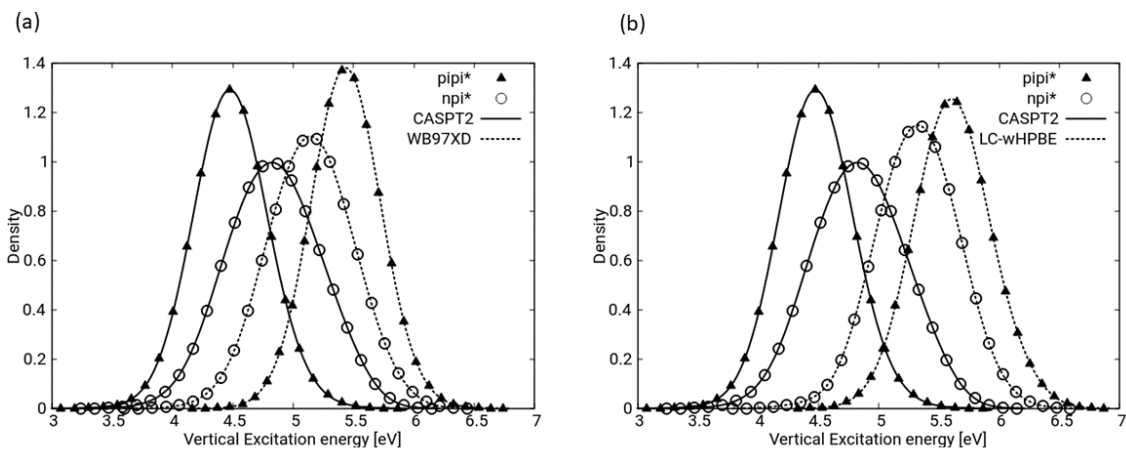 (a)
1.4
1.2
1
0.8
0.6
0.4
0.2
0
Density
3
3.5
4
4.5
5
5.5
6
6.5
7
Vertical Excitation energy [eV]
pipi*
npi*
CASPT2
WB97XD
(b)
1.4
1.2
1
0.8
0.6
0.4
0.2
0
Density
3
3.5
4
4.5
5
5.5
6
6.5
7
Vertical Excitation energy [eV]
pipi*
npi*
CASPT2
LC-wHPBE